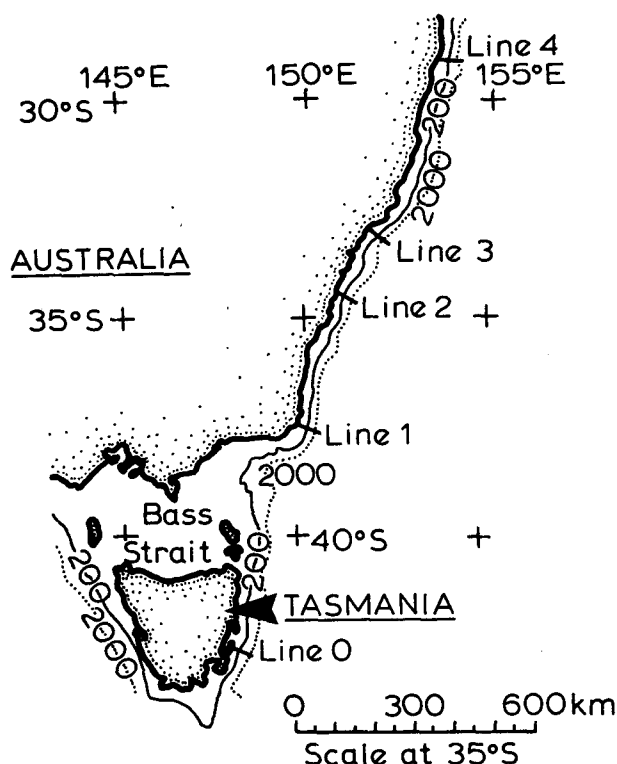 Line 4
145°E
150°E
155°E
30°S
200
2000
AUSTRALIA
Line 3
35°S
Line 2
Line 1
2000
Bass
Strait
40°S
200
200
2000
TASMANIA
Line 0
0 300 600km
Scale at 35°S